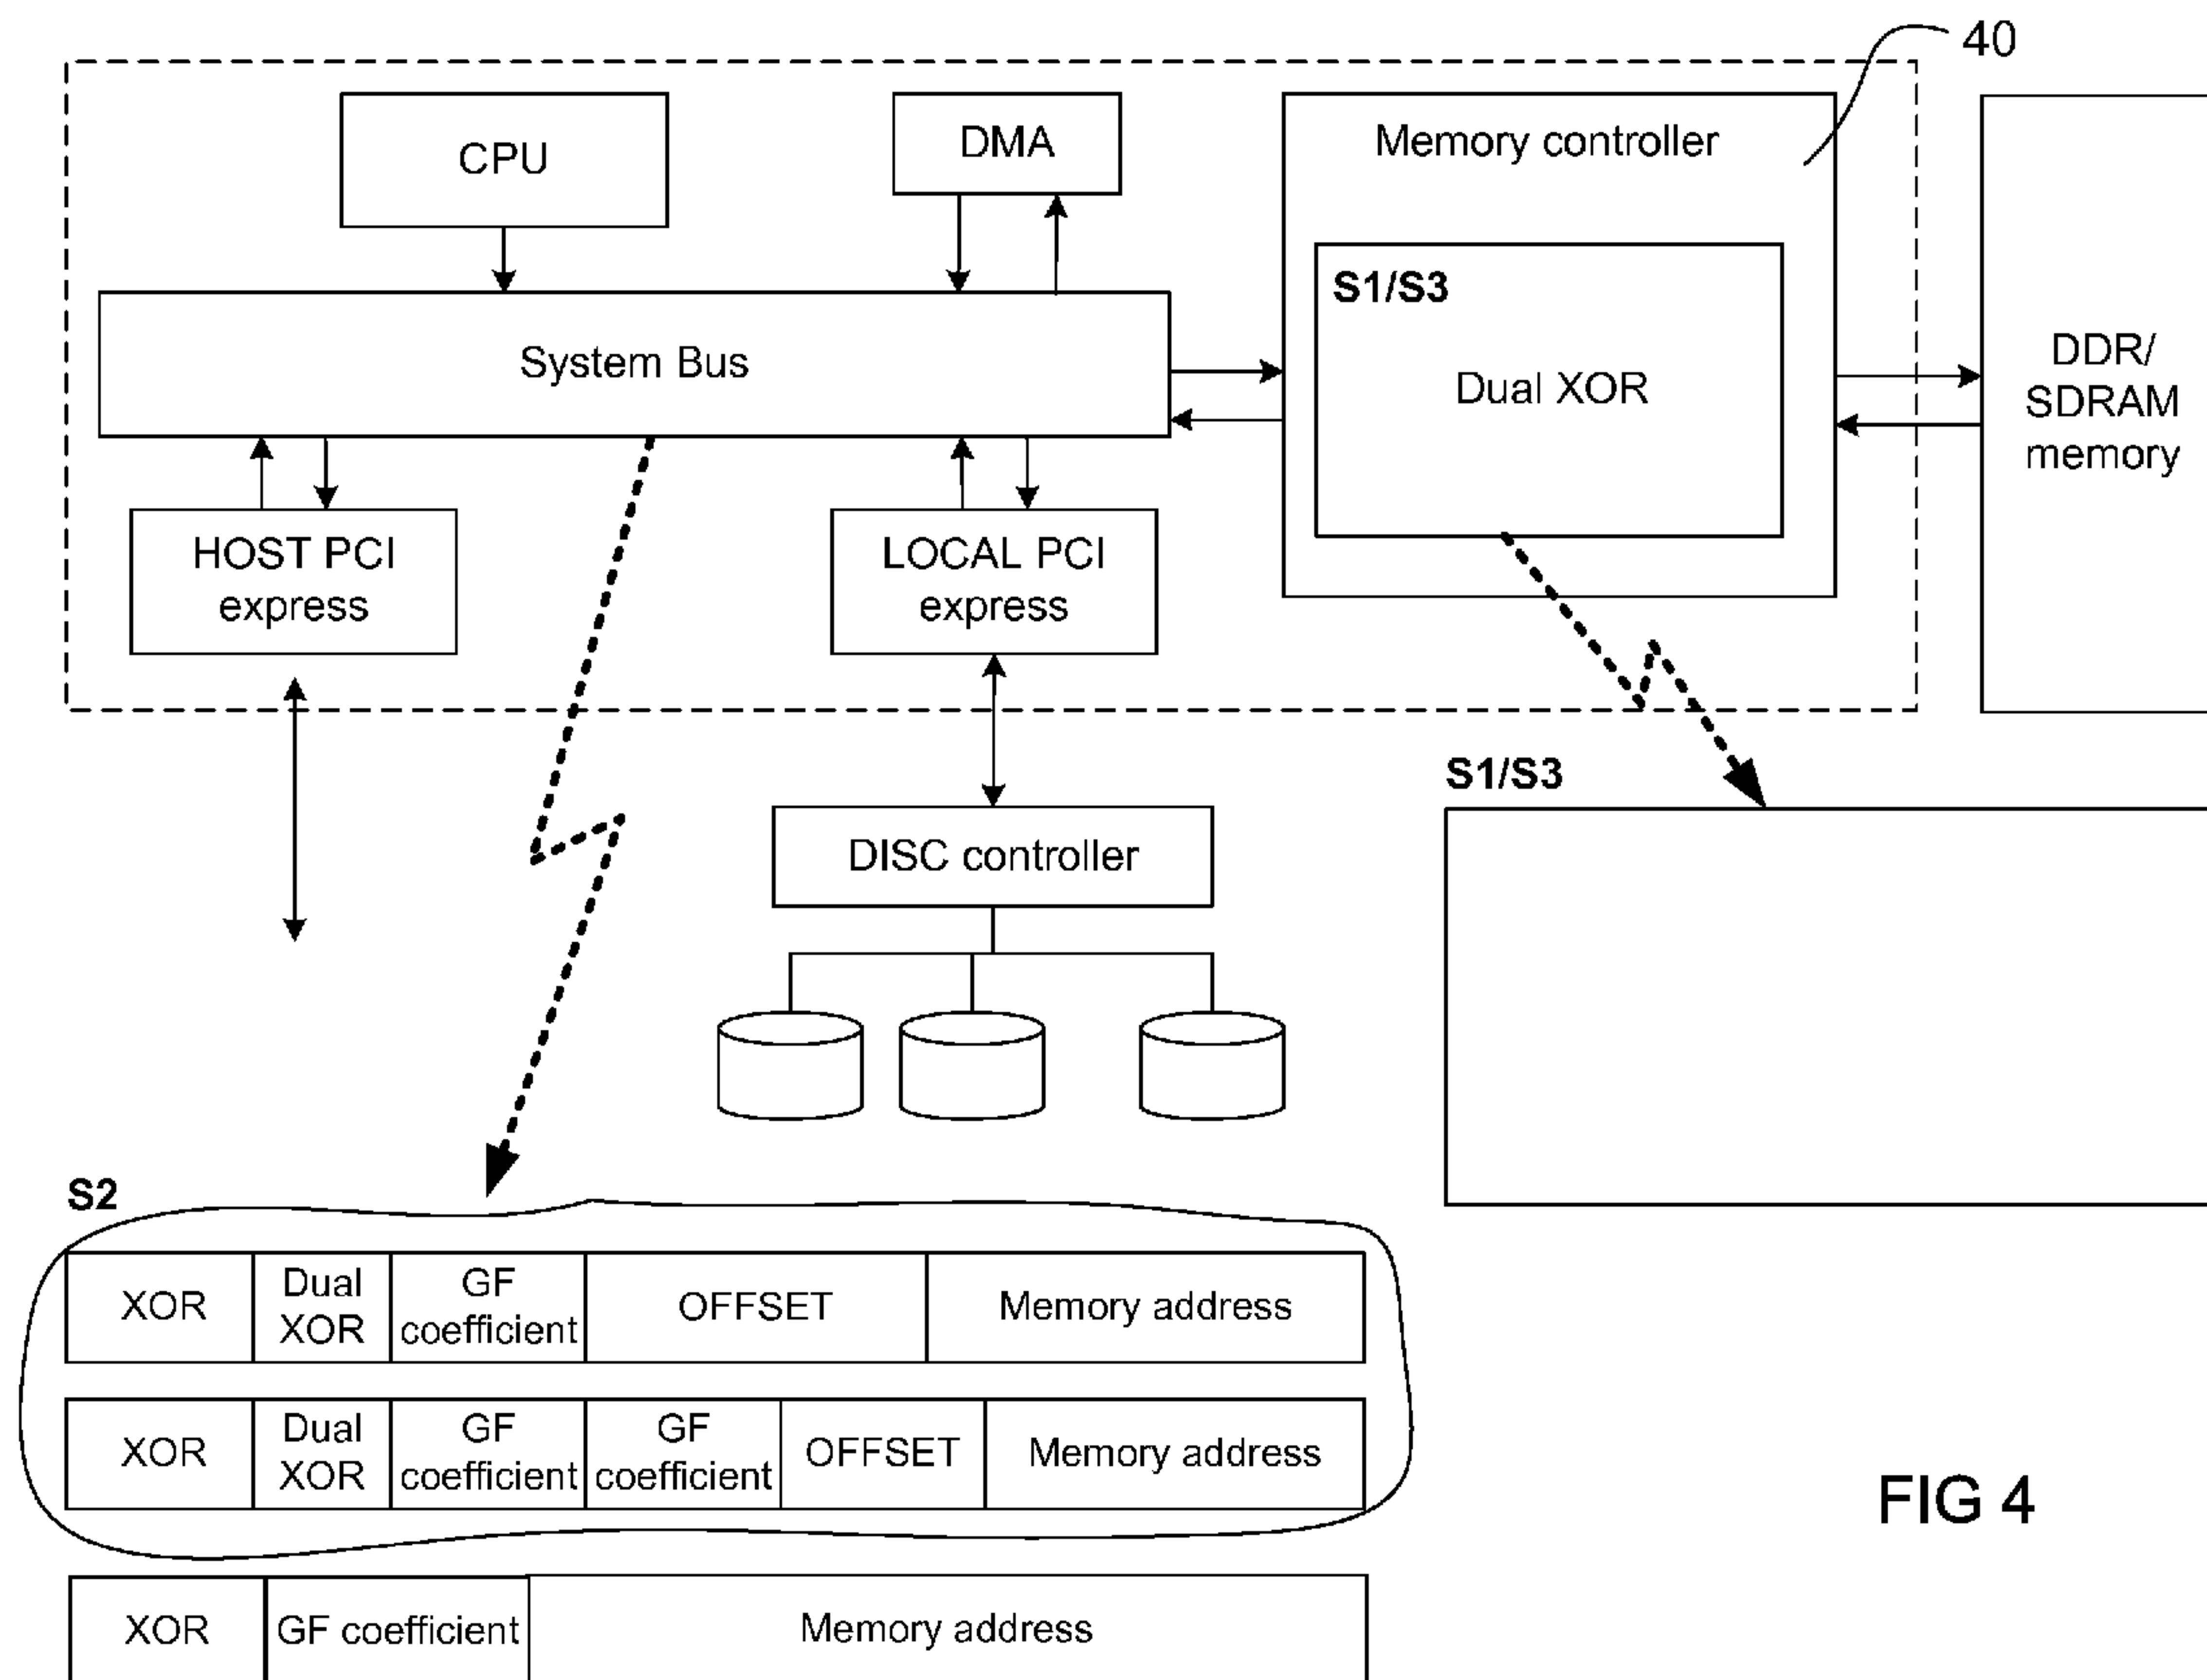 40
CPU
DMA
Memory controller
S1/S3
Dual XOR
System Bus
DDR/
SDRAM
memory
HOST PCI
express
LOCAL PCI
express
S1/S3
DISC controller
S2
XOR
Dual
XOR
GF
coefficient
OFFSET
Memory address
XOR
Dual
XOR
GF
coefficient
GF
coefficient
OFFSET
Memory address
FIG 4
XOR
GF coefficient
Memory address